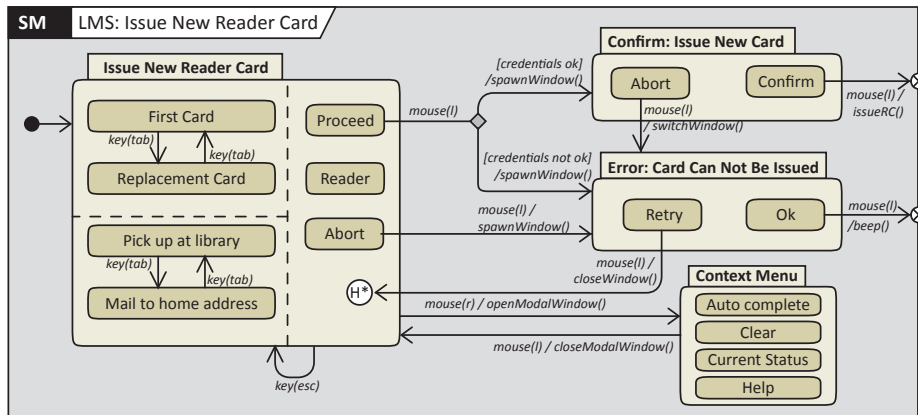 SM LMS: Issue New Reader Card
Issue New Reader Card
First Card
key(tab) key(tab)
Replacement Card
Pick up at library
key(tab) key(tab)
Mail to home address
Proceed
Reader
Abort
H*
key(esc)
mouse(l)
[credentials ok]
/spawnWindow()
[credentials not ok]
/spawnWindow()
mouse(l) /
spawnWindow()
Confirm: Issue New Card
Abort Confirm
mouse(l)
/ switchWindow()
mouse(l) /
issueRC()
Error: Card Can Not Be Issued
Retry Ok
mouse(l)
/beep()
mouse(l) /
closeWindow()
mouse(r) / openModalWindow()
mouse(l) / closeModalWindow()
Context Menu
Auto complete
Clear
Current Status
Help